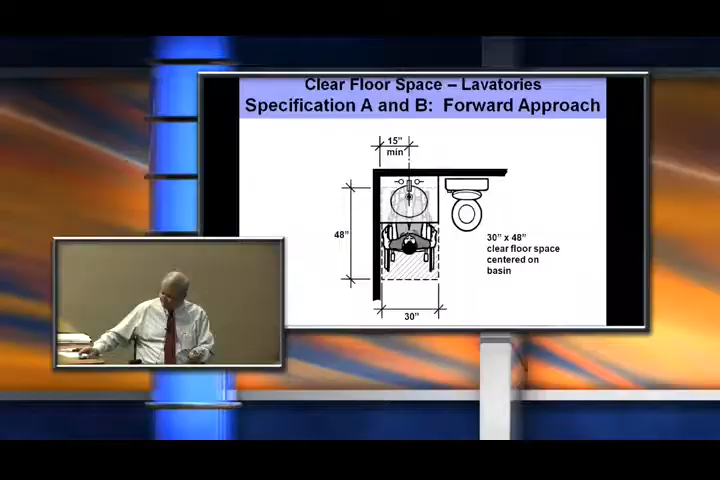 Clear Floor Space – Lavatories
Specification A and B:  Forward Approach
15"
min
48"
30" x 48"
clear floor space
centered on
basin
30"